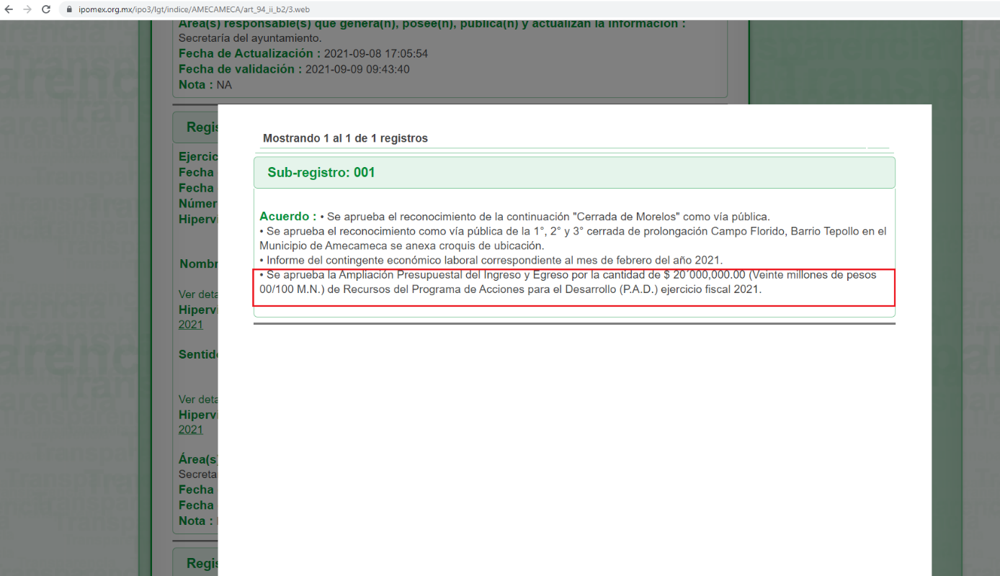 ipomex.org.mx/ipo3/lgt/indice/AMECAMECA/art_94_ii_b2/3.web
Área(s) responsable(s) que genera(n), posee(n), publica(n) y actualizan la información :
Secretaría del ayuntamiento.
Fecha de Actualización : 2021-09-08 17:05:54
Fecha de validación : 2021-09-09 09:43:40
Nota : NA
Regis
Ejercic
Fecha
Fecha
Númer
Hipervi
Nombr
Ver deta
Hipervi
2021
Sentido
Ver deta
Hipervi
2021
Área(s)
Secreta
Fecha
Fecha
Nota :
Regis
Mostrando 1 al 1 de 1 registros
Sub-registro: 001
Acuerdo : • Se aprueba el reconocimiento de la continuación "Cerrada de Morelos" como vía pública.
• Se aprueba el reconocimiento como vía pública de la 1°, 2° y 3° cerrada de prolongación Campo Florido, Barrio Tepollo en el
Municipio de Amecameca se anexa croquis de ubicación.
• Informe del contingente económico laboral correspondiente al mes de febrero del año 2021.
• Se aprueba la Ampliación Presupuestal del Ingreso y Egreso por la cantidad de $ 20´000,000.00 (Veinte millones de pesos
00/100 M.N.) de Recursos del Programa de Acciones para el Desarrollo (P.A.D.) ejercicio fiscal 2021.